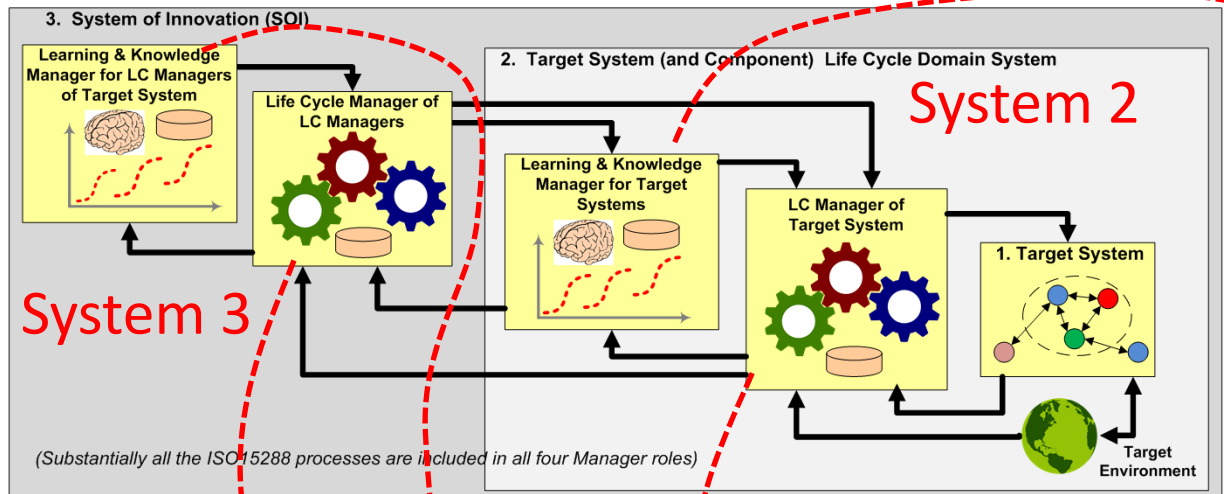 3. System of Innovation (SOI)
Learning & Knowledge
Manager for LC Managers
of Target System
Life Cycle Manager of
LC Managers
2. Target System (and Component) Life Cycle Domain System
System 2
Learning & Knowledge
Manager for Target
Systems
LC Manager of
Target System
1. Target System
System 3
Target
Environment
(Substantially all the ISO15288 processes are included in all four Manager roles)